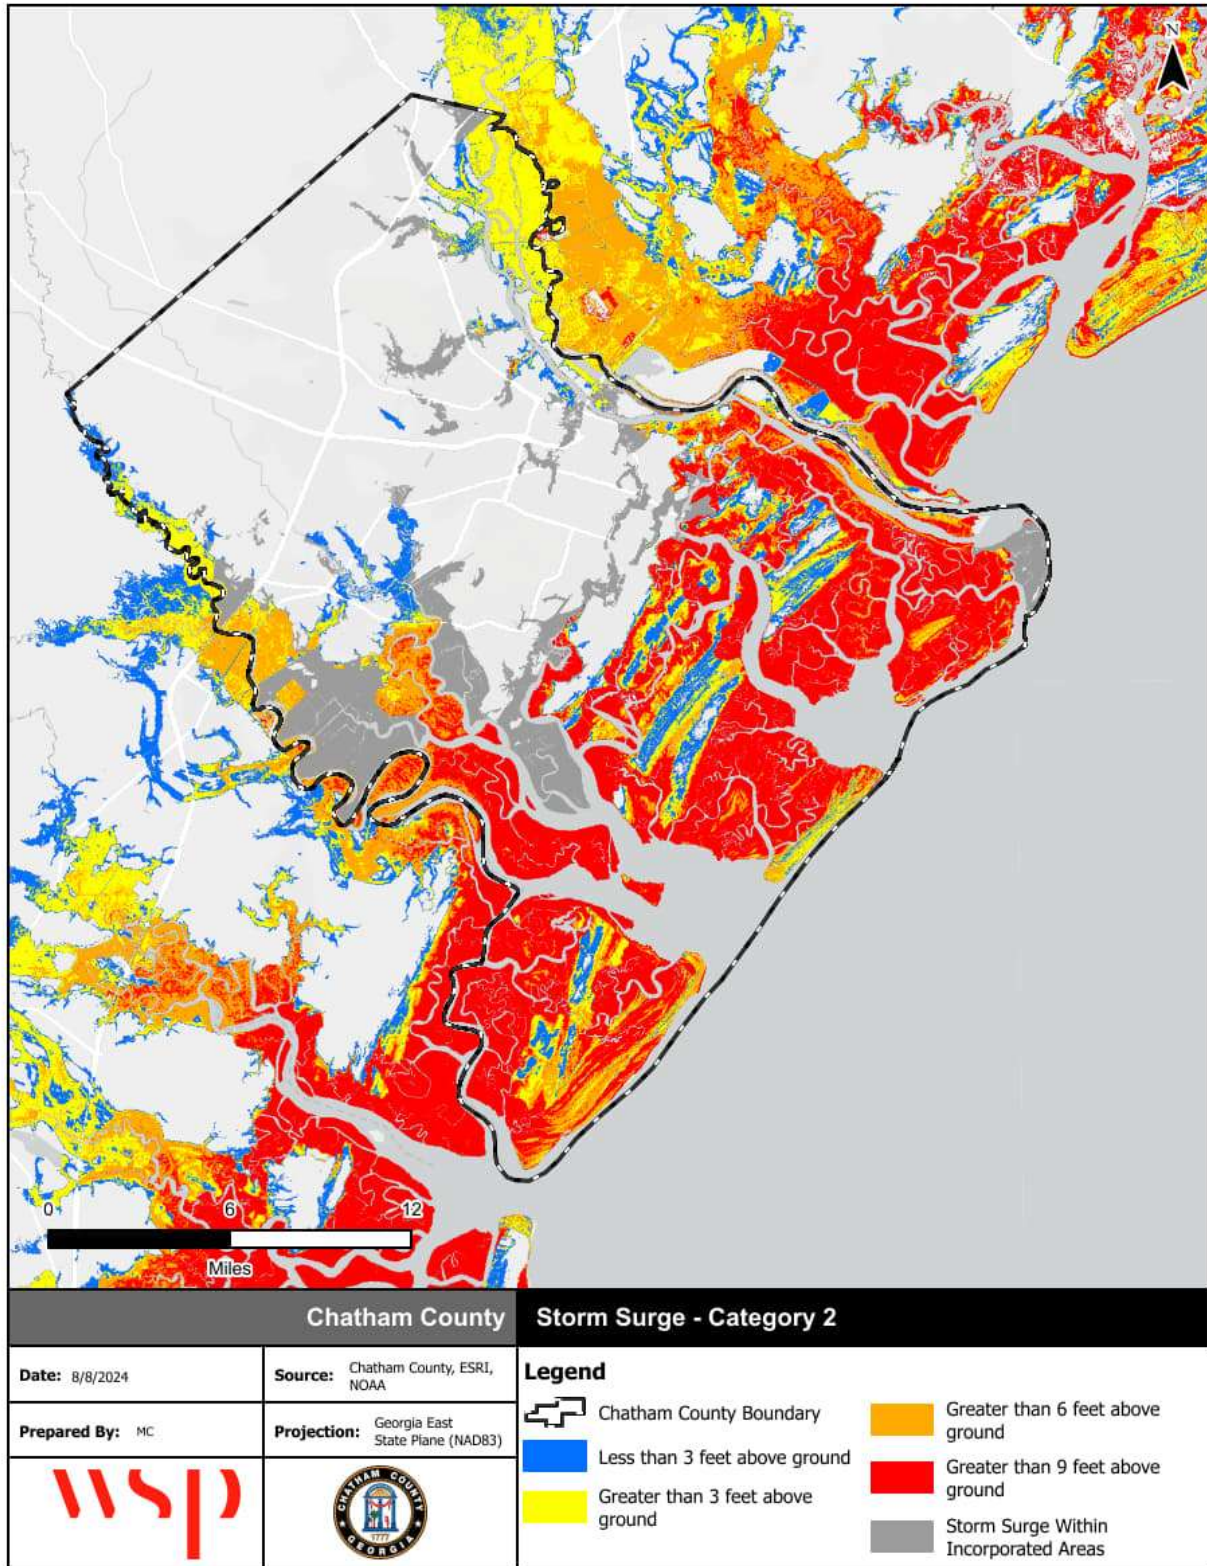 N
0 6 12
Miles
Chatham County
Storm Surge - Category 2
Date: 8/8/2024
Source: Chatham County, ESRI,
NOAA
Prepared By: MC
Projection: Georgia East
State Plane (NAD83)
wsp
CHATHAM COUNTY
1777
GEORGIA
Legend
Chatham County Boundary
Less than 3 feet above ground
Greater than 3 feet above
ground
Greater than 6 feet above
ground
Greater than 9 feet above
ground
Storm Surge Within
Incorporated Areas